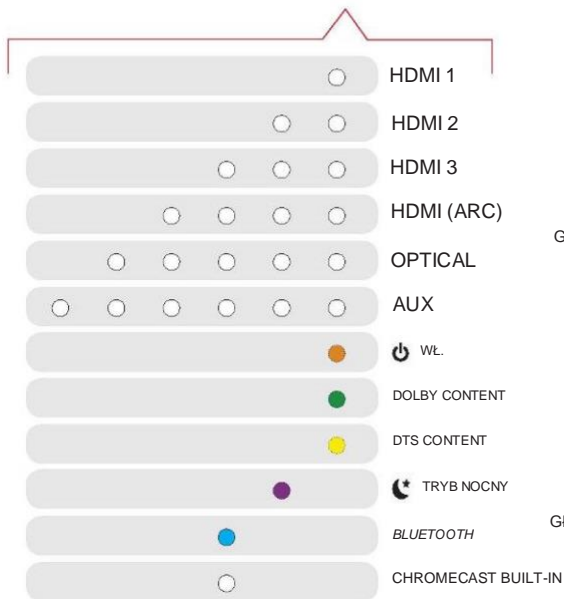 HDMI 1
HDMI 2
HDMI 3
HDMI (ARC)
OPTICAL
AUX
WŁ.
DOLBY CONTENT
DTS CONTENT
TRYB NOCNY
BLUETOOTH
CHROMECAST BUILT-IN